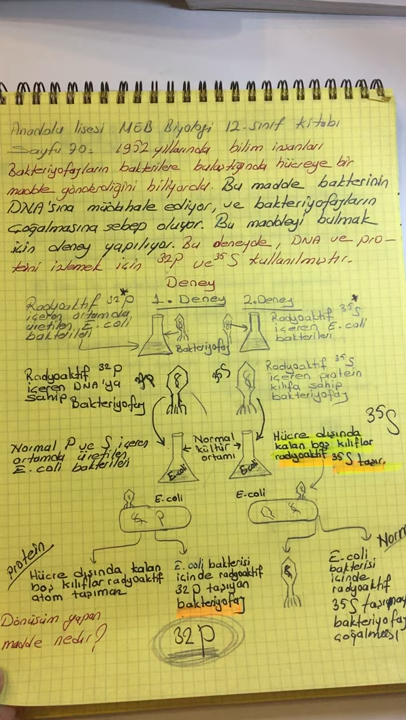 Anadolu lisesi MEB Biyoloji 12. sınıf kitabı
Sayfa 20. 1952 yıllarında bilim insanları
Bakteriyofajların bakterilere bulaştığında hücreye bir
madde gönderdiğini biliyordu. Bu madde bakterinin
DNA'sına müdahale ediyor, ve bakteriyofajların
çoğalmasına sebep oluyor. Bu maddeyi bulmak
için deney yapılıyor. Bu deneyde, DNA ve pro-
teini izlemek için 32P ve 35S kullanılmıştır.
Deney
1. Deney
2. Deney
Radyoaktif 32P*
içeren ortamda
üretilen E. coli
bakterileri
Bakteriyofaj
Radyoaktif 35S*
içeren E. coli
bakterileri
Radyoaktif 32P
içeren DNA'ya
sahip
Bakteriyofaj
Radyoaktif 35S
içeren protein
kılıfa sahip
bakteriyofaj
35S
Normal P ve S içeren
ortamda üretilen
E. coli bakterileri
Normal
kültür
ortamı
E.coli
E.coli
Hücre dışında
kalan boş kılıflar
radyoaktif 35S taşır.
E.coli
P
E.coli
Norm
protein
Hücre dışında kalan
boş kılıflar radyoaktif
atom taşıman
E. coli bakterisi
içinde radyoaktif
32P taşıyan
bakteriyofaj
E. coli
bakterisi
içinde
radyoaktif
35S taşımay
bakteriyofaj
çoğalması
Dönüşüm yapan
madde nedir?
32P